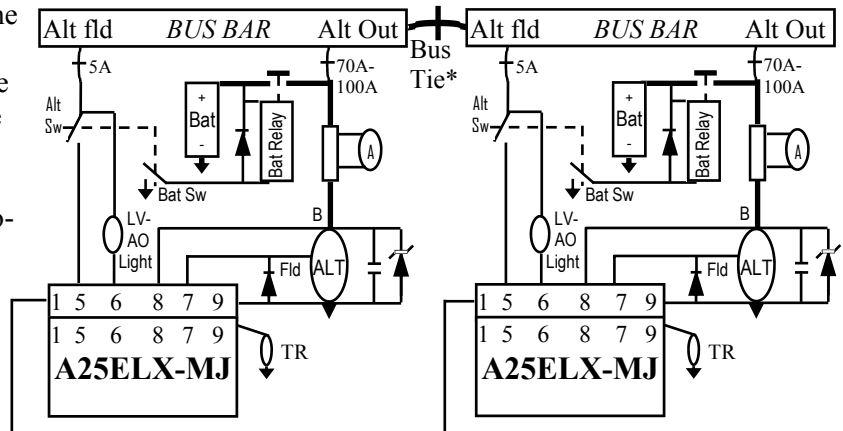 ne
e
e
o-
Alt fld BUS BAR Alt Out
5A
70A-
100A
Alt
Sw
+
Bat
-
Bat Relay
A
Bat Sw
B
LV-
AO
Light
Fld
ALT
1 5 6 8 7 9
1 5 6 8 7 9
A25ELX-MJ
TR
Bus
Tie*
Alt fld BUS BAR Alt Out
5A
70A-
100A
Alt
Sw
+
Bat
-
Bat Relay
A
Bat Sw
B
LV-
AO
Light
Fld
ALT
1 5 6 8 7 9
1 5 6 8 7 9
A25ELX-MJ
TR